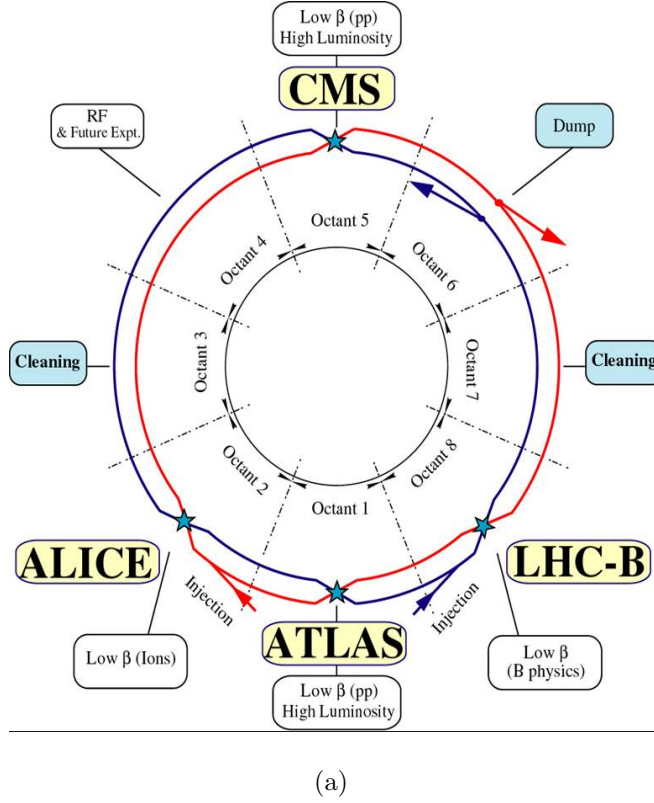 Low β (pp)
High Luminosity
CMS
RF
& Future Expt.
Dump
Octant 5
Octant 4
Octant 6
Cleaning
Octant 3
Octant 7
Cleaning
Octant 2
Octant 8
Octant 1
ALICE
LHC-B
Injection
Injection
ATLAS
Low β (Ions)
Low β
(B physics)
Low β (pp)
High Luminosity
(a)